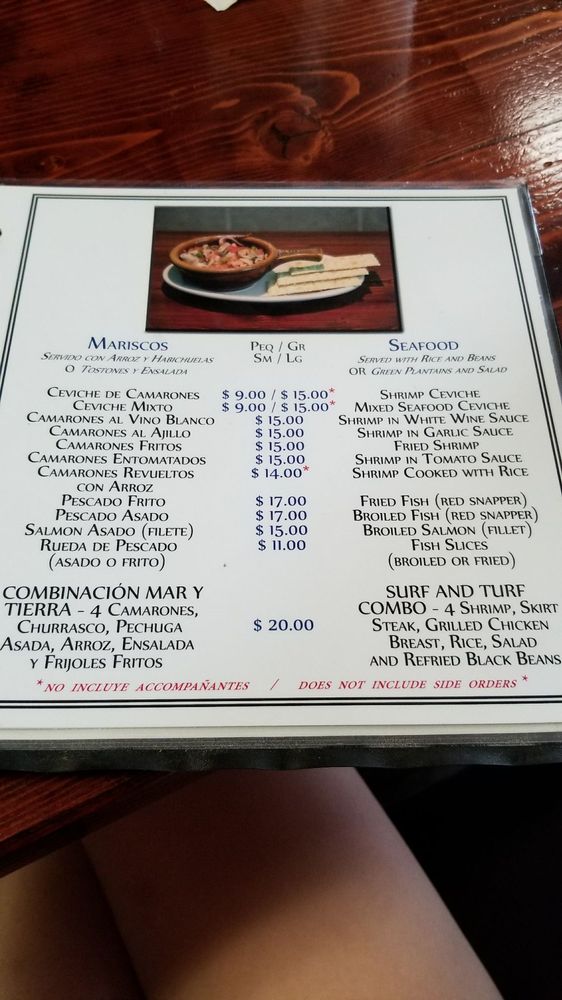 Mariscos Peq / Gr Seafood
Servido con Arroz y Habichuelas Sm / Lg Served with Rice and Beans
o Tostones y Ensalada or Green Plantains and Salad
Ceviche de Camarones $ 9.00 / $ 15.00* Shrimp Ceviche
Ceviche Mixto $ 9.00 / $ 15.00* Mixed Seafood Ceviche
Camarones al Vino Blanco $ 15.00 Shrimp in White Wine Sauce
Camarones al Ajillo $ 15.00 Shrimp in Garlic Sauce
Camarones Fritos $ 15.00 Fried Shrimp
Camarones Entomatados $ 15.00 Shrimp in Tomato Sauce
Camarones Revueltos $ 14.00* Shrimp Cooked with Rice
con Arroz
Pescado Frito $ 17.00 Fried Fish (red snapper)
Pescado Asado $ 17.00 Broiled Fish (red snapper)
Salmon Asado (filete) $ 15.00 Broiled Salmon (fillet)
Rueda de Pescado $ 11.00 Fish Slices
(asado o frito) (broiled or fried)
COMBINACIÓN MAR Y SURF AND TURF
TIERRA - 4 Camarones, COMBO - 4 Shrimp, Skirt
Churrasco, Pechuga $ 20.00 Steak, Grilled Chicken
Asada, Arroz, Ensalada Breast, Rice, Salad
y Frijoles Fritos and Refried Black Beans
*no incluye accompañantes / does not include side orders*